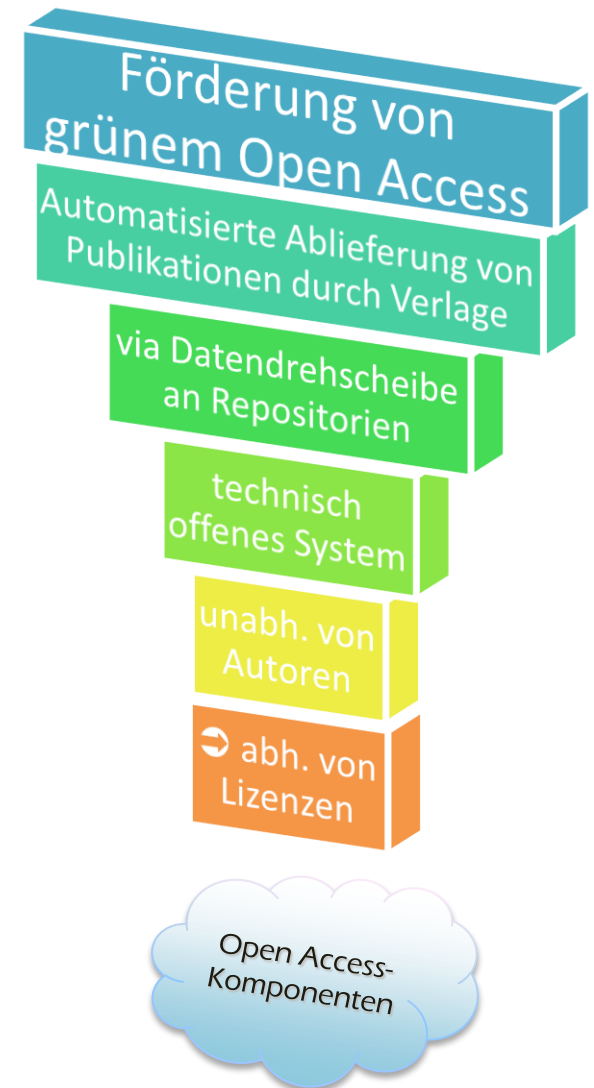 Förderung von
grünem Open Access
Automatisierte Ablieferung von
Publikationen durch Verlage
via Datendrehscheibe
an Repositorien
technisch
offenes System
unabh. von
Autoren
➲ abh. von
Lizenzen
Open Access-
Komponenten